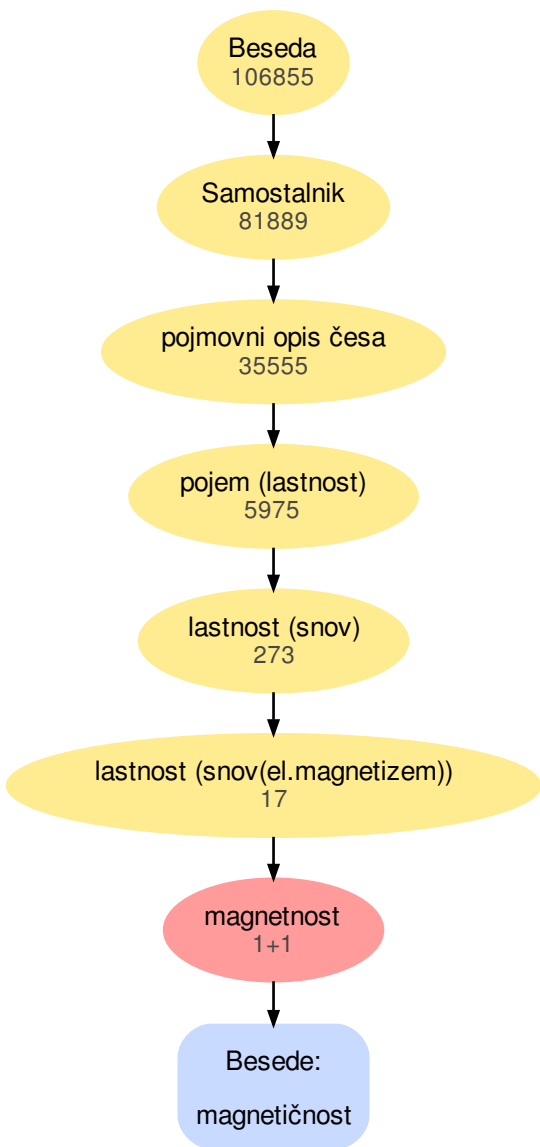 Beseda
106855
Samostalnik
81889
pojmovni opis česa
35555
pojem (lastnost)
5975
lastnost (snov)
273
lastnost (snov(el.magnetizem))
17
magnetnost
1+1
Besede:
magnetičnost